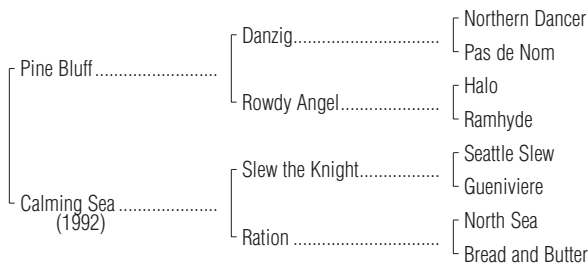 Northern Dancer
Danzig
Pas de Nom
Pine Bluff
Halo
Rowdy Angel
Ramhyde
Seattle Slew
Slew the Knight
Gueniviere
Calming Sea
(1992)
North Sea
Ration
Bread and Butter